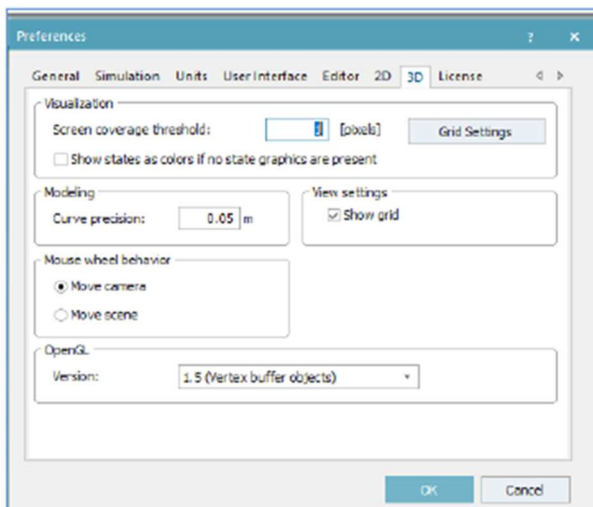 Preferences ? ×
General Simulation Units User Interface Editor 2D 3D License
Visualization
Screen coverage threshold: [pixels] Grid Settings
Show states as colors if no state graphics are present
Modeling
Curve precision: 0.05 m
View settings
Show grid
Mouse wheel behavior
Move camera
Move scene
OpenGL
Version: 1.5 (Vertex buffer objects)
OK Cancel